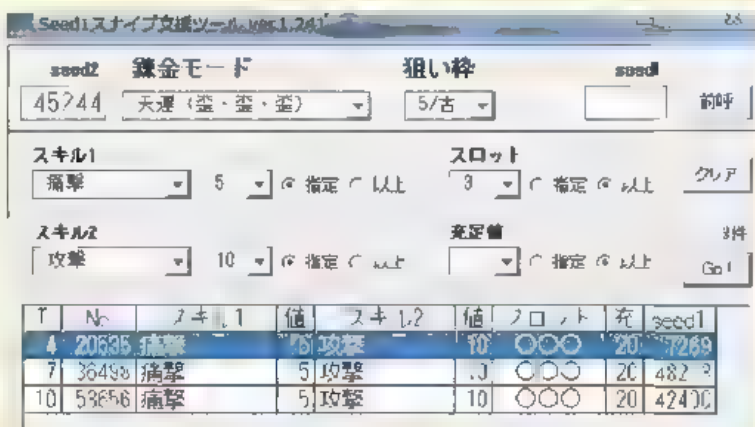 Seed1スナイプ支援ツール ver1.241
seed2 錬金モード 狙い枠 seed1
45244 天運（歪・歪・歪） 5/古 前呼
スキル1 スロット
痛撃 5 指定 以上 3 指定 以上 クリア
スキル2 充足値 3件
攻撃 10 指定 以上 指定 以上 Go!
T No スキル1 値 スキル2 値 スロット 充 seed1
4 痛撃 5 攻撃 10 ○○○ 20
7 痛撃 5 攻撃 ○○○ 20
10 痛撃 5 攻撃 10 ○○○ 20